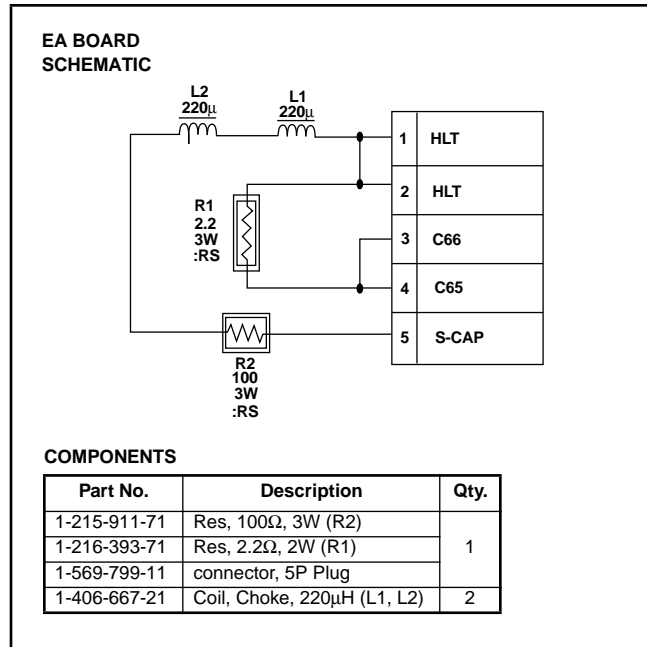 EA BOARD
SCHEMATIC
L2
220μ
L1
220μ
1 HLT
2 HLT
3 C66
4 C65
5 S-CAP
R1
2.2
3W
:RS
R2
100
3W
:RS
COMPONENTS
Part No. Description Qty.
1-215-911-71 Res, 100Ω, 3W (R2)
1-216-393-71 Res, 2.2Ω, 2W (R1) 1
1-569-799-11 connector, 5P Plug
1-406-667-21 Coil, Choke, 220μH (L1, L2) 2